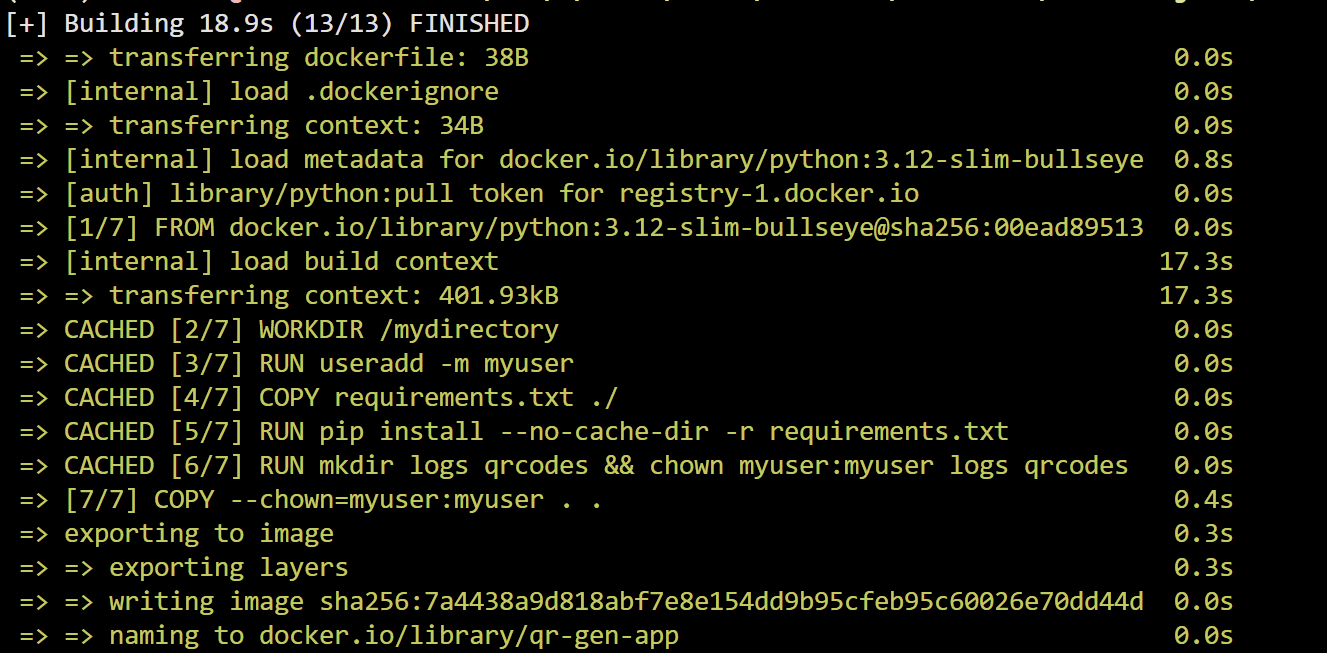 [+] Building 18.9s (13/13) FINISHED
=> => transferring dockerfile: 38B 0.0s
=> [internal] load .dockerignore 0.0s
=> => transferring context: 34B 0.0s
=> [internal] load metadata for docker.io/library/python:3.12-slim-bullseye 0.8s
=> [auth] library/python:pull token for registry-1.docker.io 0.0s
=> [1/7] FROM docker.io/library/python:3.12-slim-bullseye@sha256:00ead89513 0.0s
=> [internal] load build context 17.3s
=> => transferring context: 401.93kB 17.3s
=> CACHED [2/7] WORKDIR /mydirectory 0.0s
=> CACHED [3/7] RUN useradd -m myuser 0.0s
=> CACHED [4/7] COPY requirements.txt ./ 0.0s
=> CACHED [5/7] RUN pip install --no-cache-dir -r requirements.txt 0.0s
=> CACHED [6/7] RUN mkdir logs qrcodes && chown myuser:myuser logs qrcodes 0.0s
=> [7/7] COPY --chown=myuser:myuser . . 0.4s
=> exporting to image 0.3s
=> => exporting layers 0.3s
=> => writing image sha256:7a4438a9d818abf7e8e154dd9b95cfeb95c60026e70dd44d 0.0s
=> => naming to docker.io/library/qr-gen-app 0.0s